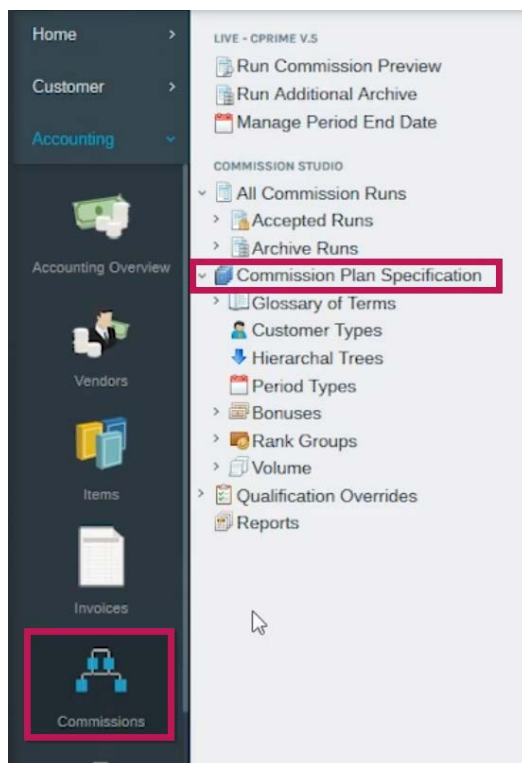 Home
Customer
Accounting
Accounting Overview
Vendors
Items
Invoices
Commissions
LIVE - CPRIME V.5
Run Commission Preview
Run Additional Archive
Manage Period End Date
COMMISSION STUDIO
All Commission Runs
Accepted Runs
Archive Runs
Commission Plan Specification
Glossary of Terms
Customer Types
Hierarchal Trees
Period Types
Bonuses
Rank Groups
Volume
Qualification Overrides
Reports